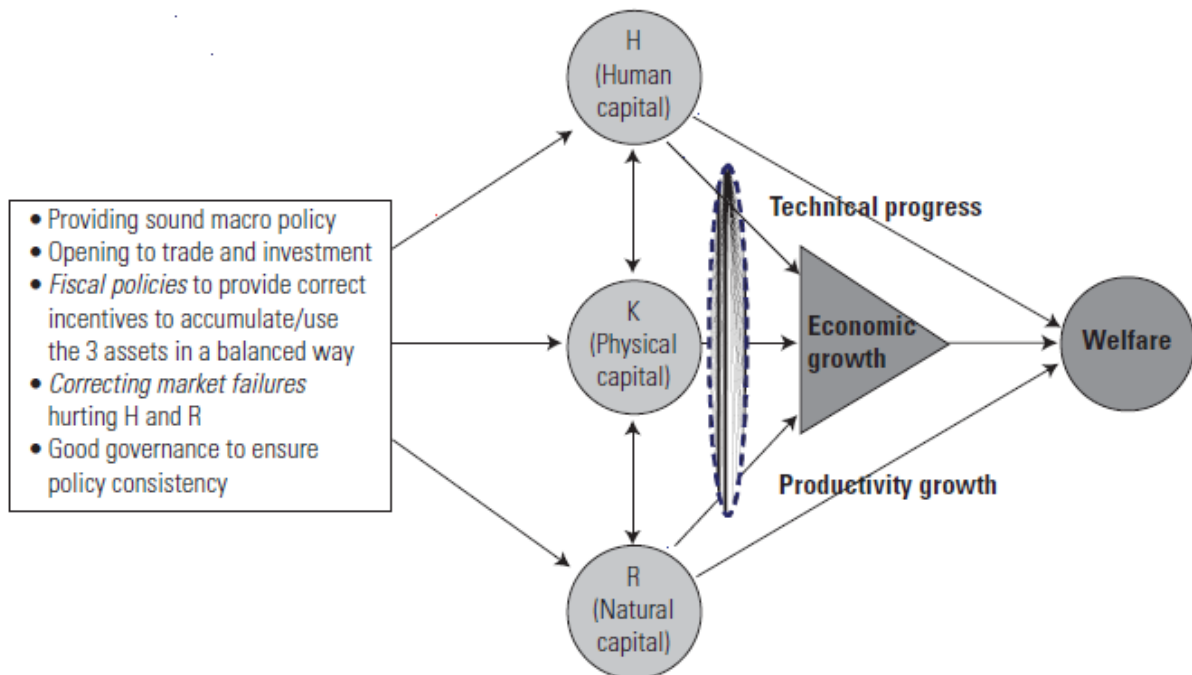 • Providing sound macro policy
• Opening to trade and investment
• Fiscal policies to provide correct
incentives to accumulate/use
the 3 assets in a balanced way
• Correcting market failures
hurting H and R
• Good governance to ensure
policy consistency
H
(Human
capital)
K
(Physical
capital)
R
(Natural
capital)
Technical progress
Economic
growth
Productivity growth
Welfare